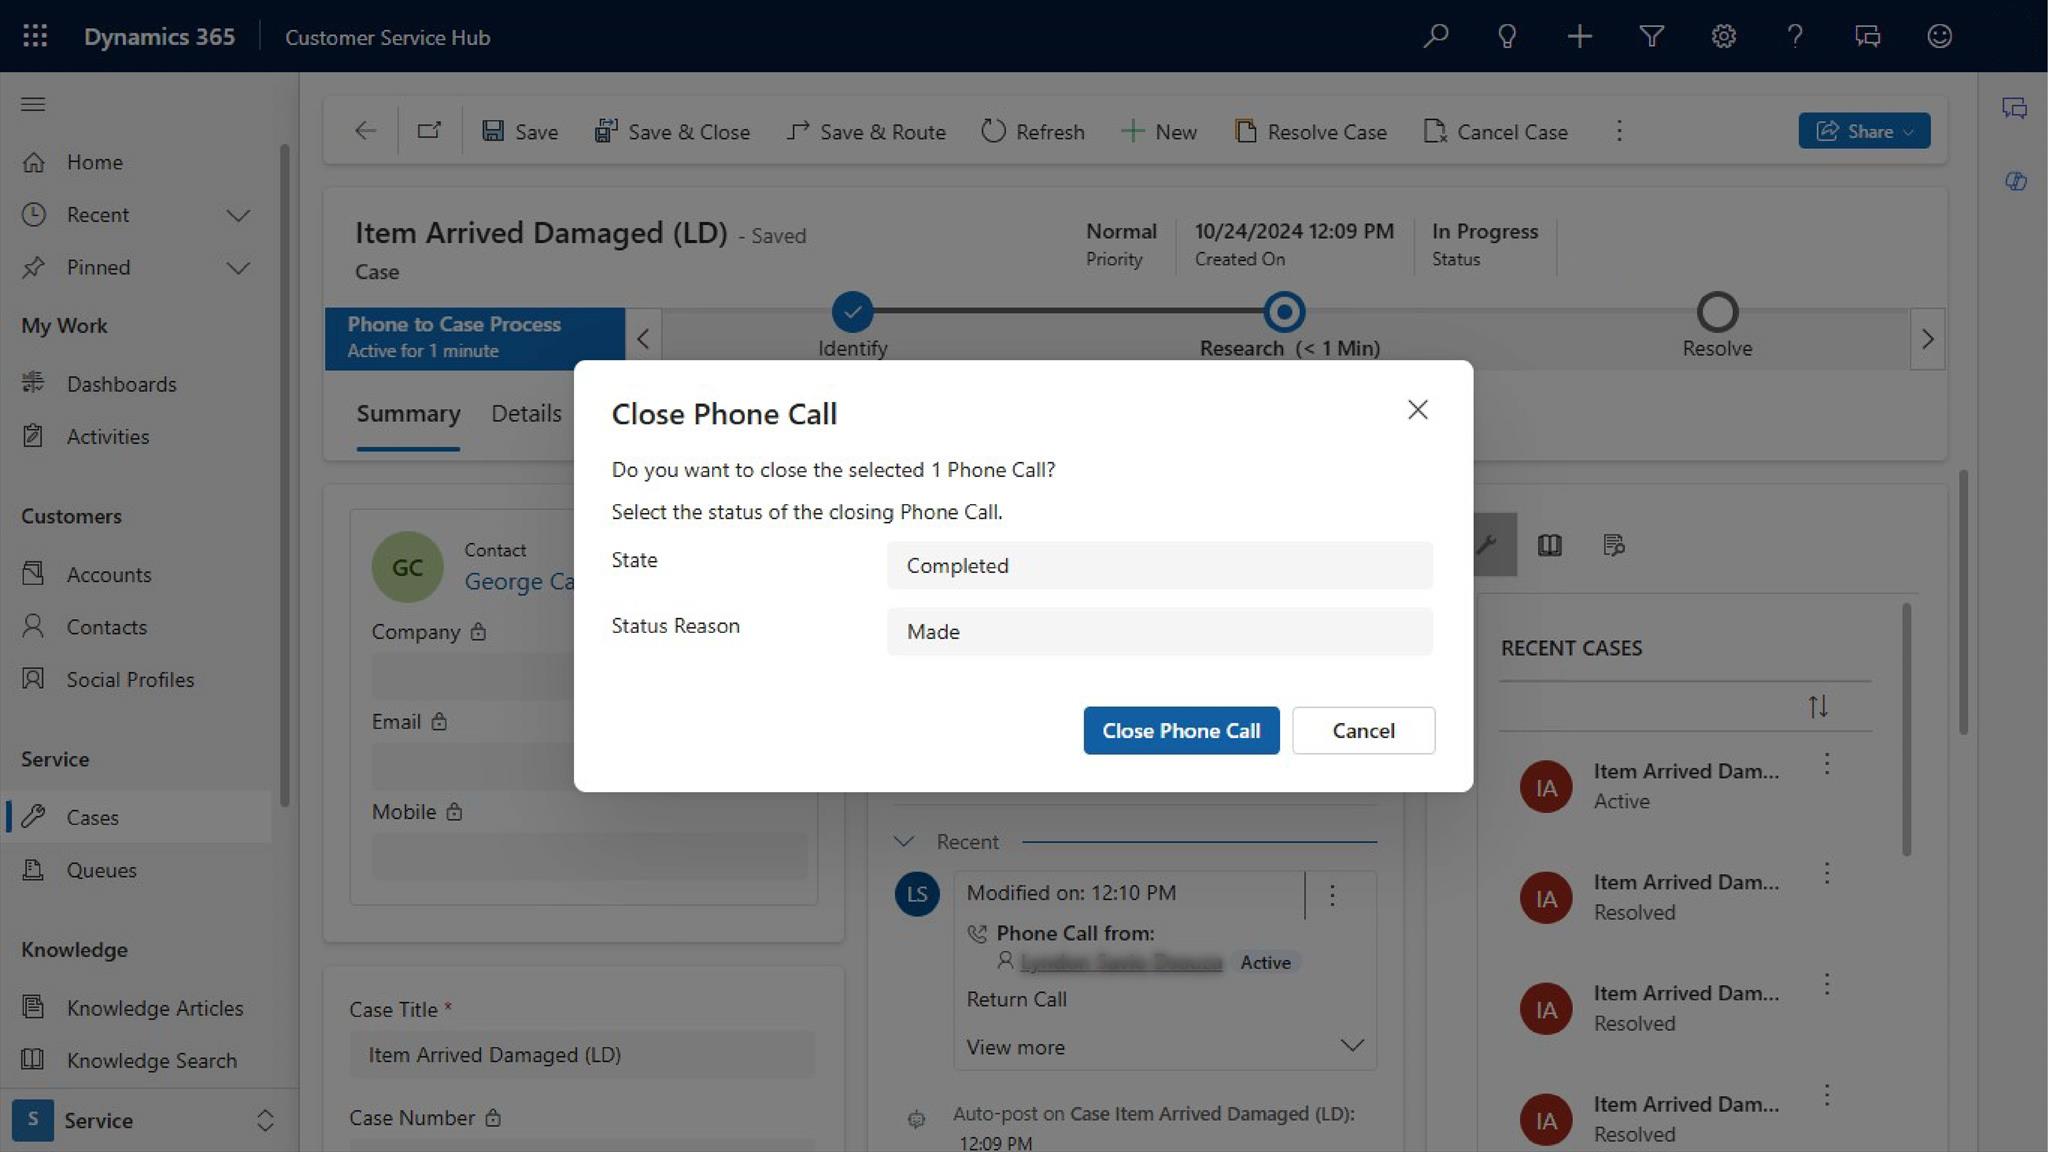 Dynamics 365
Customer Service Hub
Home
Recent
Pinned
My Work
Dashboards
Activities
Customers
Accounts
Contacts
Social Profiles
Service
Cases
Queues
Knowledge
Knowledge Articles
Knowledge Search
S
Service
Save
Save & Close
Save & Route
Refresh
New
Resolve Case
Cancel Case
Share
Item Arrived Damaged (LD) - Saved
Case
Normal
Priority
10/24/2024 12:09 PM
Created On
In Progress
Status
Phone to Case Process
Active for 1 minute
Identify
Research (< 1 Min)
Resolve
Summary
Details
Close Phone Call
Do you want to close the selected 1 Phone Call?
Select the status of the closing Phone Call.
State
Completed
Status Reason
Made
Close Phone Call
Cancel
GC
Contact
George Ca
Company
Email
Mobile
Case Title *
Item Arrived Damaged (LD)
Case Number
Recent
LS
Modified on: 12:10 PM
Phone Call from:
Active
Return Call
View more
Auto-post on Case Item Arrived Damaged (LD):
12:09 PM
RECENT CASES
IA
Item Arrived Dam...
Active
IA
Item Arrived Dam...
Resolved
IA
Item Arrived Dam...
Resolved
IA
Item Arrived Dam...
Resolved